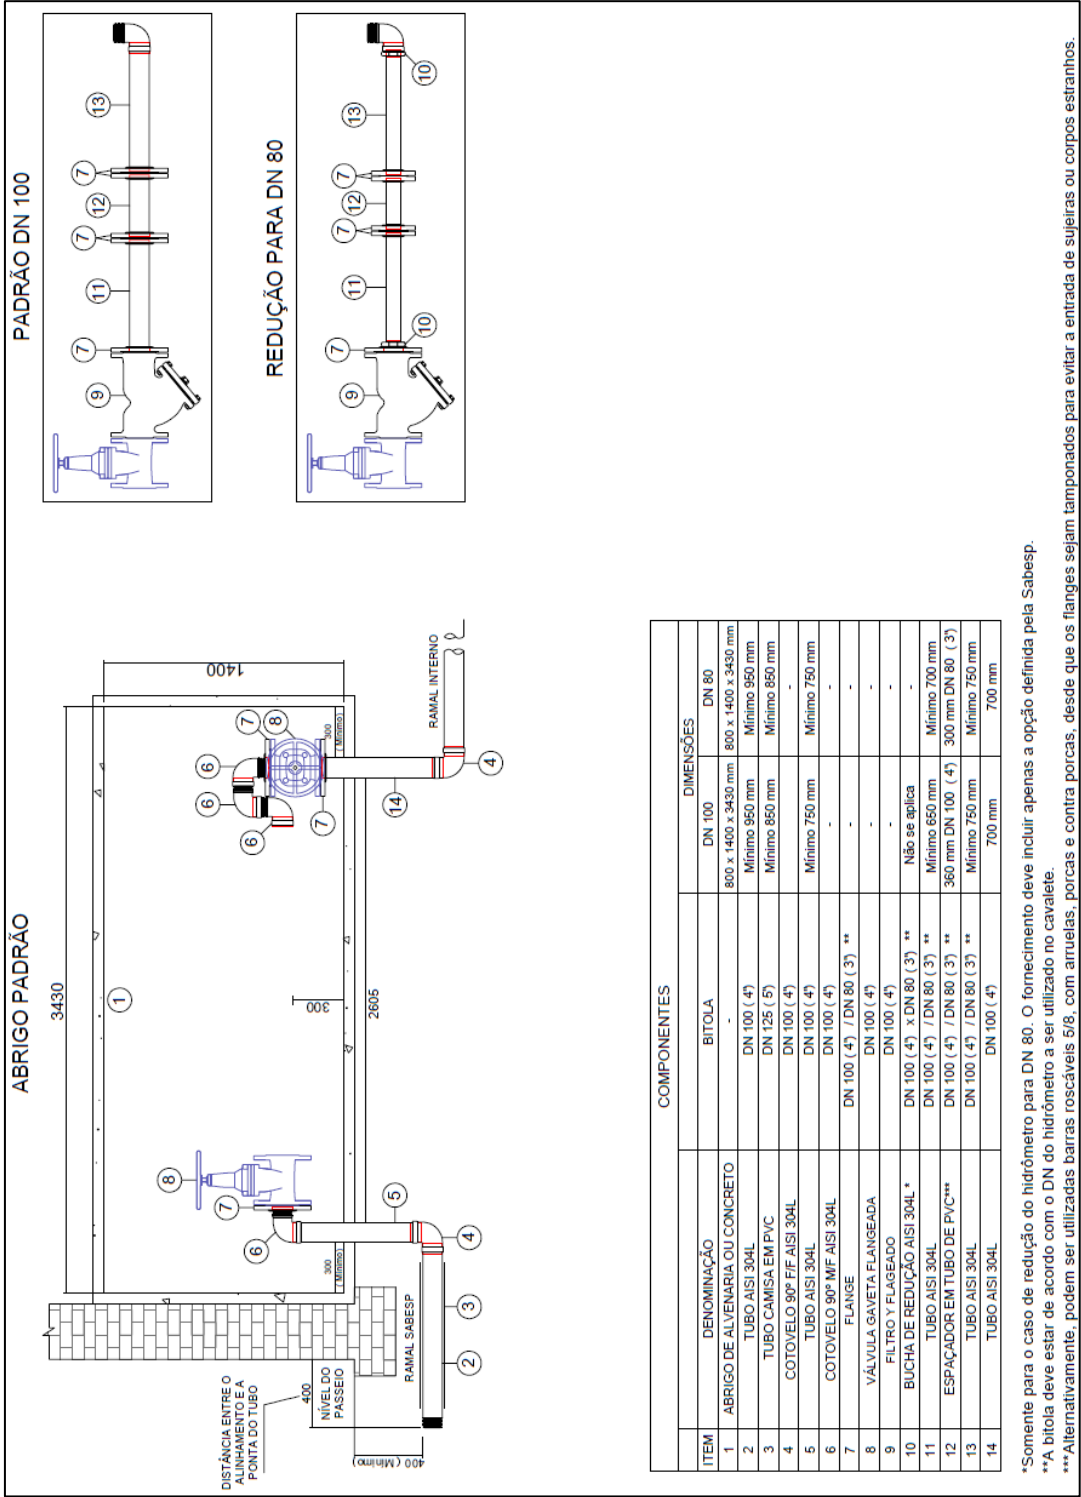 ABRIGO PADRÃO
3430
1
1400
300
2605
8
7
6
5
4
3
2
300
( Mínimo)
RAMAL SABESP
DISTÂNCIA ENTRE O
ALINHAMENTO E A
PONTA DO TUBO
400
NÍVEL DO
PASSEIO
400
( Mínimo)
6
6
6
7
8
7
300
( Mínimo)
14
4
RAMAL INTERNO
PADRÃO DN 100
9
7
11
7
12
7
13
REDUÇÃO PARA DN 80
9
7
10
11
7
12
7
13
10
COMPONENTES
ITEM DENOMINAÇÃO BITOLA DIMENSÕES
DN 100 DN 80
1 ABRIGO DE ALVENARIA OU CONCRETO - 800 x 1400 x 3430 mm 800 x 1400 x 3430 mm
2 TUBO AISI 304L DN 100 ( 4") Mínimo 950 mm Mínimo 950 mm
3 TUBO CAMISA EM PVC DN 125 ( 5") Mínimo 850 mm Mínimo 850 mm
4 COTOVELO 90º F/F AISI 304L DN 100 ( 4") - -
5 TUBO AISI 304L DN 100 ( 4") Mínimo 750 mm Mínimo 750 mm
6 COTOVELO 90º M/F AISI 304L DN 100 ( 4") - -
7 FLANGE DN 100 ( 4") / DN 80 ( 3") ** - -
8 VÁLVULA GAVETA FLANGEADA DN 100 ( 4") - -
9 FILTRO Y FLAGEADO DN 100 ( 4") - -
10 BUCHA DE REDUÇÃO AISI 304L * DN 100 ( 4") x DN 80 ( 3") ** Não se aplica -
11 TUBO AISI 304L DN 100 ( 4") / DN 80 ( 3") ** Mínimo 650 mm Mínimo 700 mm
12 ESPAÇADOR EM TUBO DE PVC*** DN 100 ( 4") / DN 80 ( 3") ** 360 mm DN 100 ( 4") 300 mm DN 80 ( 3")
13 TUBO AISI 304L DN 100 ( 4") / DN 80 ( 3") ** Mínimo 750 mm Mínimo 750 mm
14 TUBO AISI 304L DN 100 ( 4") 700 mm 700 mm
*Somente para o caso de redução do hidrômetro para DN 80. O fornecimento deve incluir apenas a opção definida pela Sabesp.
**A bitola deve estar de acordo com o DN do hidrômetro a ser utilizado no cavalete.
***Alternativamente, podem ser utilizadas barras roscáveis 5/8, com arruelas, porcas e contra porcas, desde que os flanges sejam tamponados para evitar a entrada de sujeiras ou corpos estranhos.